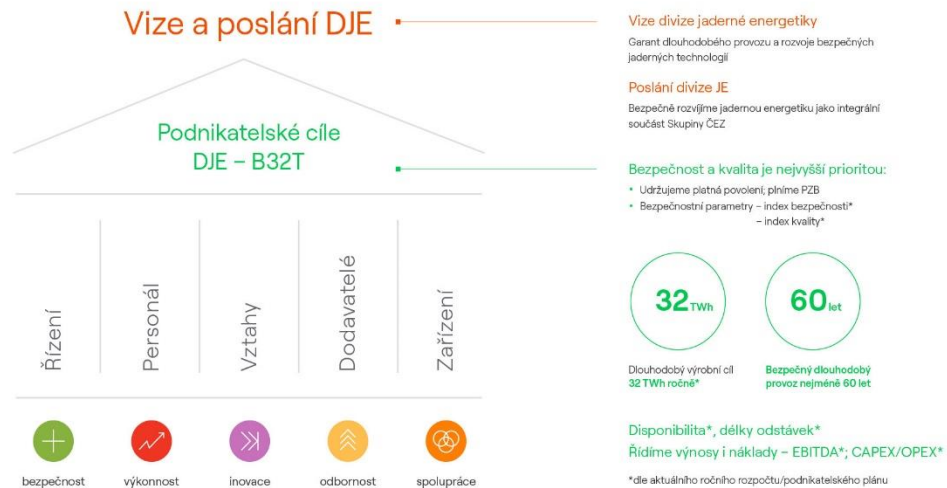 Vize a poslání DJE
Podnikatelské cíle
DJE – B32T
Řízení
Personál
Vztahy
Dodavatelé
Zařízení
bezpečnost
výkonnost
inovace
odbornost
spolupráce
Vize divize jaderné energetiky
Garant dlouhodobého provozu a rozvoje bezpečných
jaderných technologií
Poslání divize JE
Bezpečně rozvíjíme jadernou energetiku jako integrální
součást Skupiny ČEZ
Bezpečnost a kvalita je nejvyšší prioritou:
• Udržujeme platná povolení; plníme PZB
• Bezpečnostní parametry – index bezpečnosti*
– index kvality*
32 TWh
60 let
Dlouhodobý výrobní cíl
32 TWh ročně*
Bezpečný dlouhodobý
provoz nejméně 60 let
Disponibilita*, délky odstávek*
Řídíme výnosy i náklady – EBITDA*; CAPEX/OPEX*
*dle aktuálního ročního rozpočtu/podnikatelského plánu